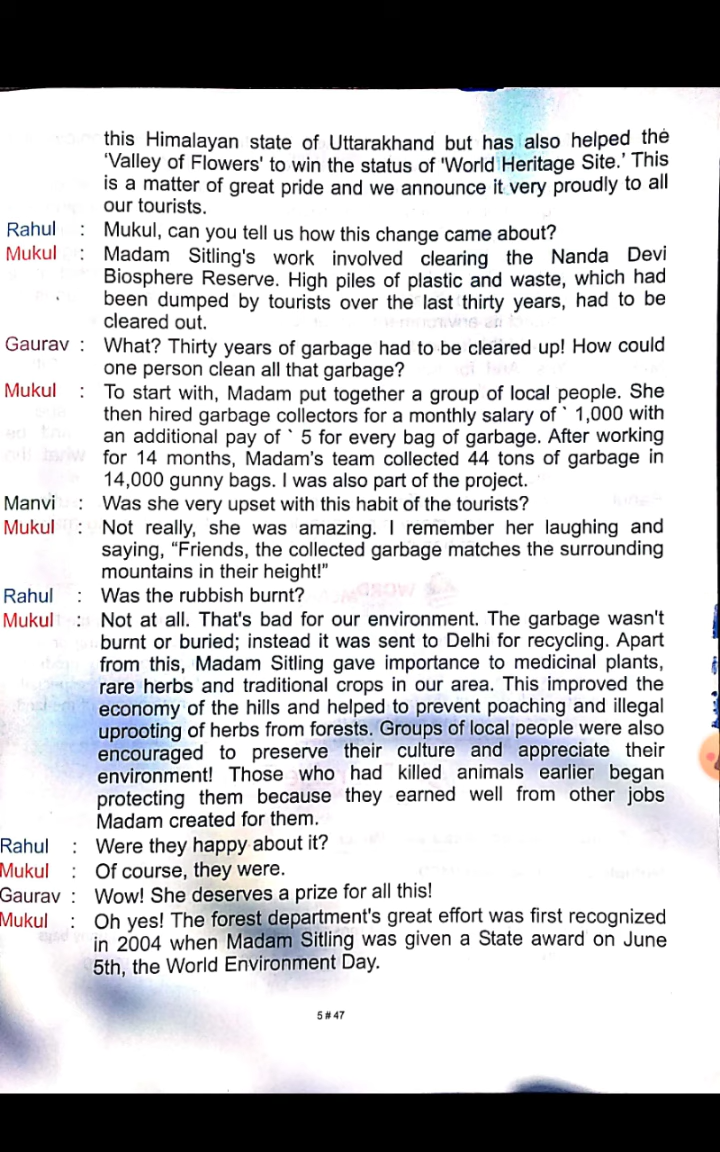 this Himalayan state of Uttarakhand but has also helped the
‘Valley of Flowers' to win the status of 'World Heritage Site.' This
is a matter of great pride and we announce it very proudly to all
our tourists.
Rahul : Mukul, can you tell us how this change came about?
Mukul : Madam Sitling's work involved clearing the Nanda Devi
Biosphere Reserve. High piles of plastic and waste, which had
been dumped by tourists over the last thirty years, had to be
cleared out.
Gaurav : What? Thirty years of garbage had to be cleared up! How could
one person clean all that garbage?
Mukul : To start with, Madam put together a group of local people. She
then hired garbage collectors for a monthly salary of ` 1,000 with
an additional pay of ` 5 for every bag of garbage. After working
for 14 months, Madam’s team collected 44 tons of garbage in
14,000 gunny bags. I was also part of the project.
Manvi : Was she very upset with this habit of the tourists?
Mukul : Not really, she was amazing. I remember her laughing and
saying, “Friends, the collected garbage matches the surrounding
mountains in their height!”
Rahul : Was the rubbish burnt?
Mukul : Not at all. That's bad for our environment. The garbage wasn't
burnt or buried; instead it was sent to Delhi for recycling. Apart
from this, Madam Sitling gave importance to medicinal plants,
rare herbs and traditional crops in our area. This improved the
economy of the hills and helped to prevent poaching and illegal
uprooting of herbs from forests. Groups of local people were also
encouraged to preserve their culture and appreciate their
environment! Those who had killed animals earlier began
protecting them because they earned well from other jobs
Madam created for them.
Rahul : Were they happy about it?
Mukul : Of course, they were.
Gaurav : Wow! She deserves a prize for all this!
Mukul : Oh yes! The forest department's great effort was first recognized
in 2004 when Madam Sitling was given a State award on June
5th, the World Environment Day.
5#47